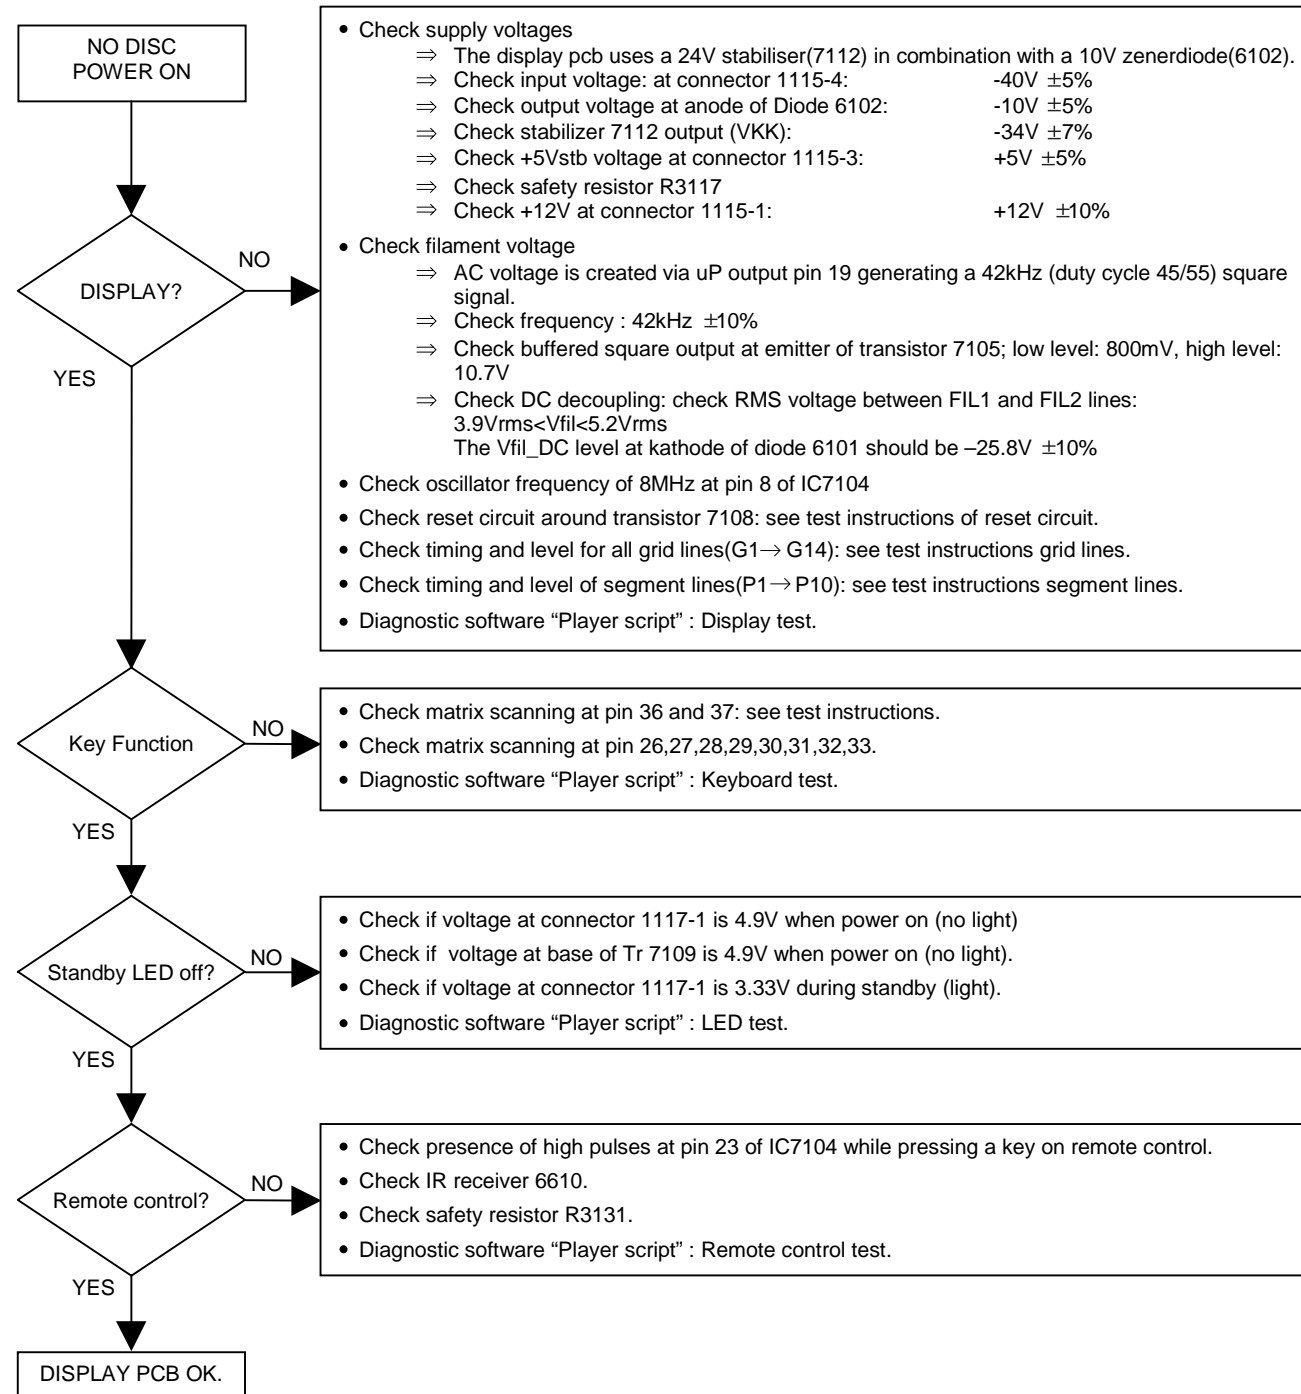 NO DISC
POWER ON
• Check supply voltages
⇒ The display pcb uses a 24V stabiliser(7112) in combination with a 10V zenerdiode(6102).
⇒ Check input voltage: at connector 1115-4: -40V ±5%
⇒ Check output voltage at anode of Diode 6102: -10V ±5%
⇒ Check stabilizer 7112 output (VKK): -34V ±7%
⇒ Check +5Vstb voltage at connector 1115-3: +5V ±5%
⇒ Check safety resistor R3117
⇒ Check +12V at connector 1115-1: +12V ±10%
• Check filament voltage
⇒ AC voltage is created via uP output pin 19 generating a 42kHz (duty cycle 45/55) square
signal.
⇒ Check frequency : 42kHz ±10%
⇒ Check buffered square output at emitter of transistor 7105; low level: 800mV, high level:
10.7V
⇒ Check DC decoupling: check RMS voltage between FIL1 and FIL2 lines:
3.9Vrms<Vfil<5.2Vrms
The Vfil_DC level at kathode of diode 6101 should be –25.8V ±10%
• Check oscillator frequency of 8MHz at pin 8 of IC7104
• Check reset circuit around transistor 7108: see test instructions of reset circuit.
• Check timing and level for all grid lines(G1→ G14): see test instructions grid lines.
• Check timing and level of segment lines(P1→P10): see test instructions segment lines.
• Diagnostic software “Player script” : Display test.
DISPLAY?
NO
YES
Key Function
NO
• Check matrix scanning at pin 36 and 37: see test instructions.
• Check matrix scanning at pin 26,27,28,29,30,31,32,33.
• Diagnostic software “Player script” : Keyboard test.
YES
Standby LED off?
NO
• Check if voltage at connector 1117-1 is 4.9V when power on (no light)
• Check if voltage at base of Tr 7109 is 4.9V when power on (no light).
• Check if voltage at connector 1117-1 is 3.33V during standby (light).
• Diagnostic software “Player script” : LED test.
YES
Remote control?
NO
• Check presence of high pulses at pin 23 of IC7104 while pressing a key on remote control.
• Check IR receiver 6610.
• Check safety resistor R3131.
• Diagnostic software “Player script” : Remote control test.
YES
DISPLAY PCB OK.